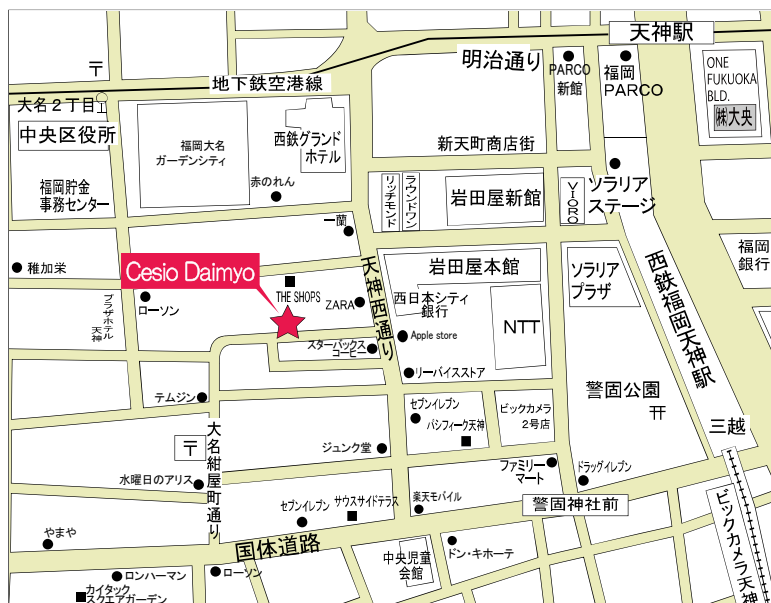 天神駅
明治通り
〒
地下鉄空港線
PARCO
新館
福岡
PARCO
ONE
FUKUOKA
BLD.
㈱大央
大名2丁目
中央区役所
福岡大名
ガーデンシティ
西鉄グランド
ホテル
新天町商店街
福岡貯金
事務センター
赤のれん
リッチモンド
ラウンドワン
岩田屋新館
VIORO
ソラリア
ステージ
一蘭
稚加栄
Cesio Daimyo
岩田屋本館
ソラリア
プラザ
福岡
銀行
西鉄福岡天神駅
プラザホテル
天神
ローソン
THE SHOPS
ZARA
天神西通り
西日本シティ
銀行
NTT
Apple store
スターバックス
コーヒー
リーバイスストア
警固公園
テムジン
セブンイレブン
パシフィーク天神
ビックカメラ
2号店
三越
大名紺屋町通り
〒
ジュンク堂
水曜日のアリス
ファミリー
マート
ドラッグイレブン
セブンイレブン
サウスサイドテラス
楽天モバイル
警固神社前
ビックカメラ天神
やまや
国体道路
中央児童
会館
ドン・キホーテ
ロンハーマン
ローソン
カイタック
スクエアガーデン